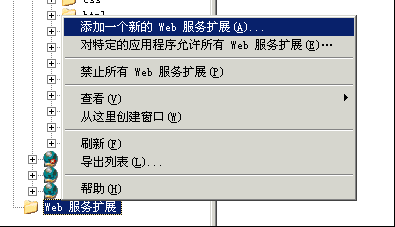 css
添加一个新的 Web 服务扩展(A)...
对特定的应用程序允许所有 Web 服务扩展(E)...
禁止所有 Web 服务扩展(P)
查看(V)
从这里创建窗口(W)
刷新(F)
导出列表(L)...
帮助(H)
Web 服务扩展